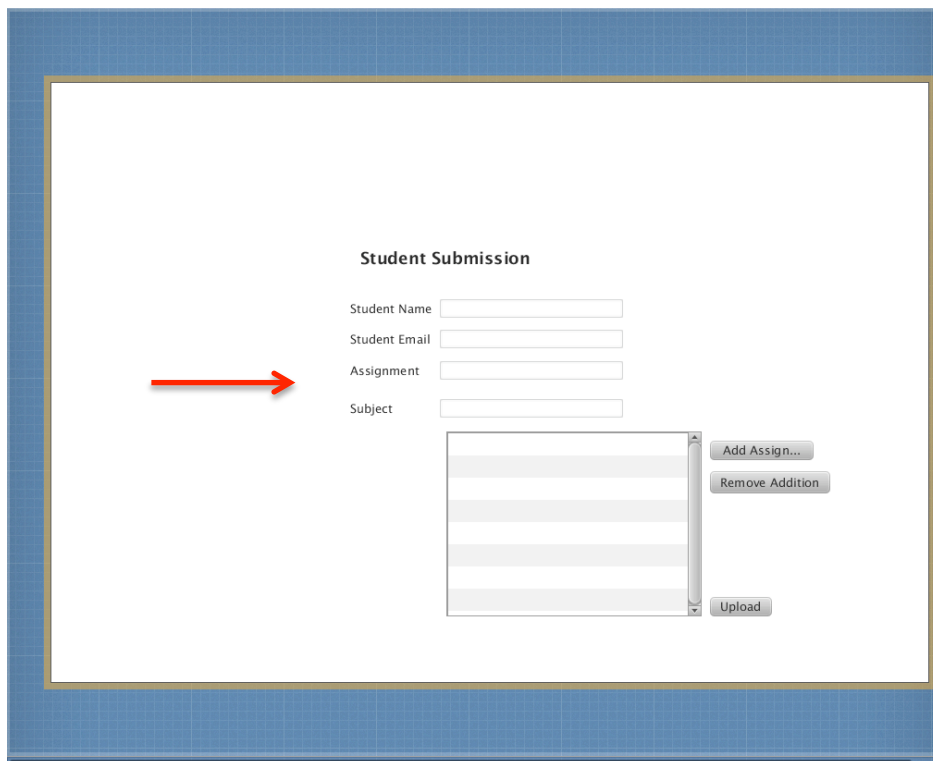 Student Submission
Student Name
Student Email
Assignment
Subject
Add Assign...
Remove Addition
Upload